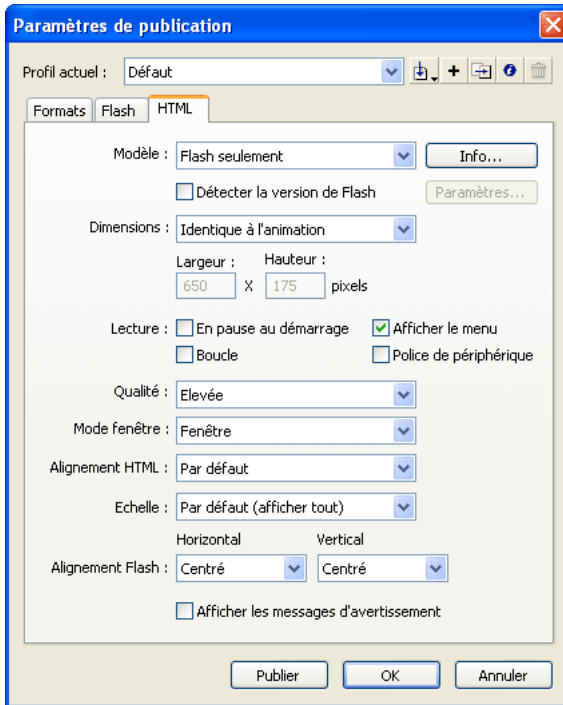 Paramètres de publication
Profil actuel : Défaut
Formats Flash HTML
Modèle : Flash seulement Info...
Détecter la version de Flash Paramètres...
Dimensions : Identique à l'animation
Largeur : Hauteur :
650 X 175 pixels
Lecture : En pause au démarrage Afficher le menu
Boucle Police de périphérique
Qualité : Elevée
Mode fenêtre : Fenêtre
Alignement HTML : Par défaut
Echelle : Par défaut (afficher tout)
Horizontal Vertical
Alignement Flash : Centré Centré
Afficher les messages d'avertissement
Publier OK Annuler